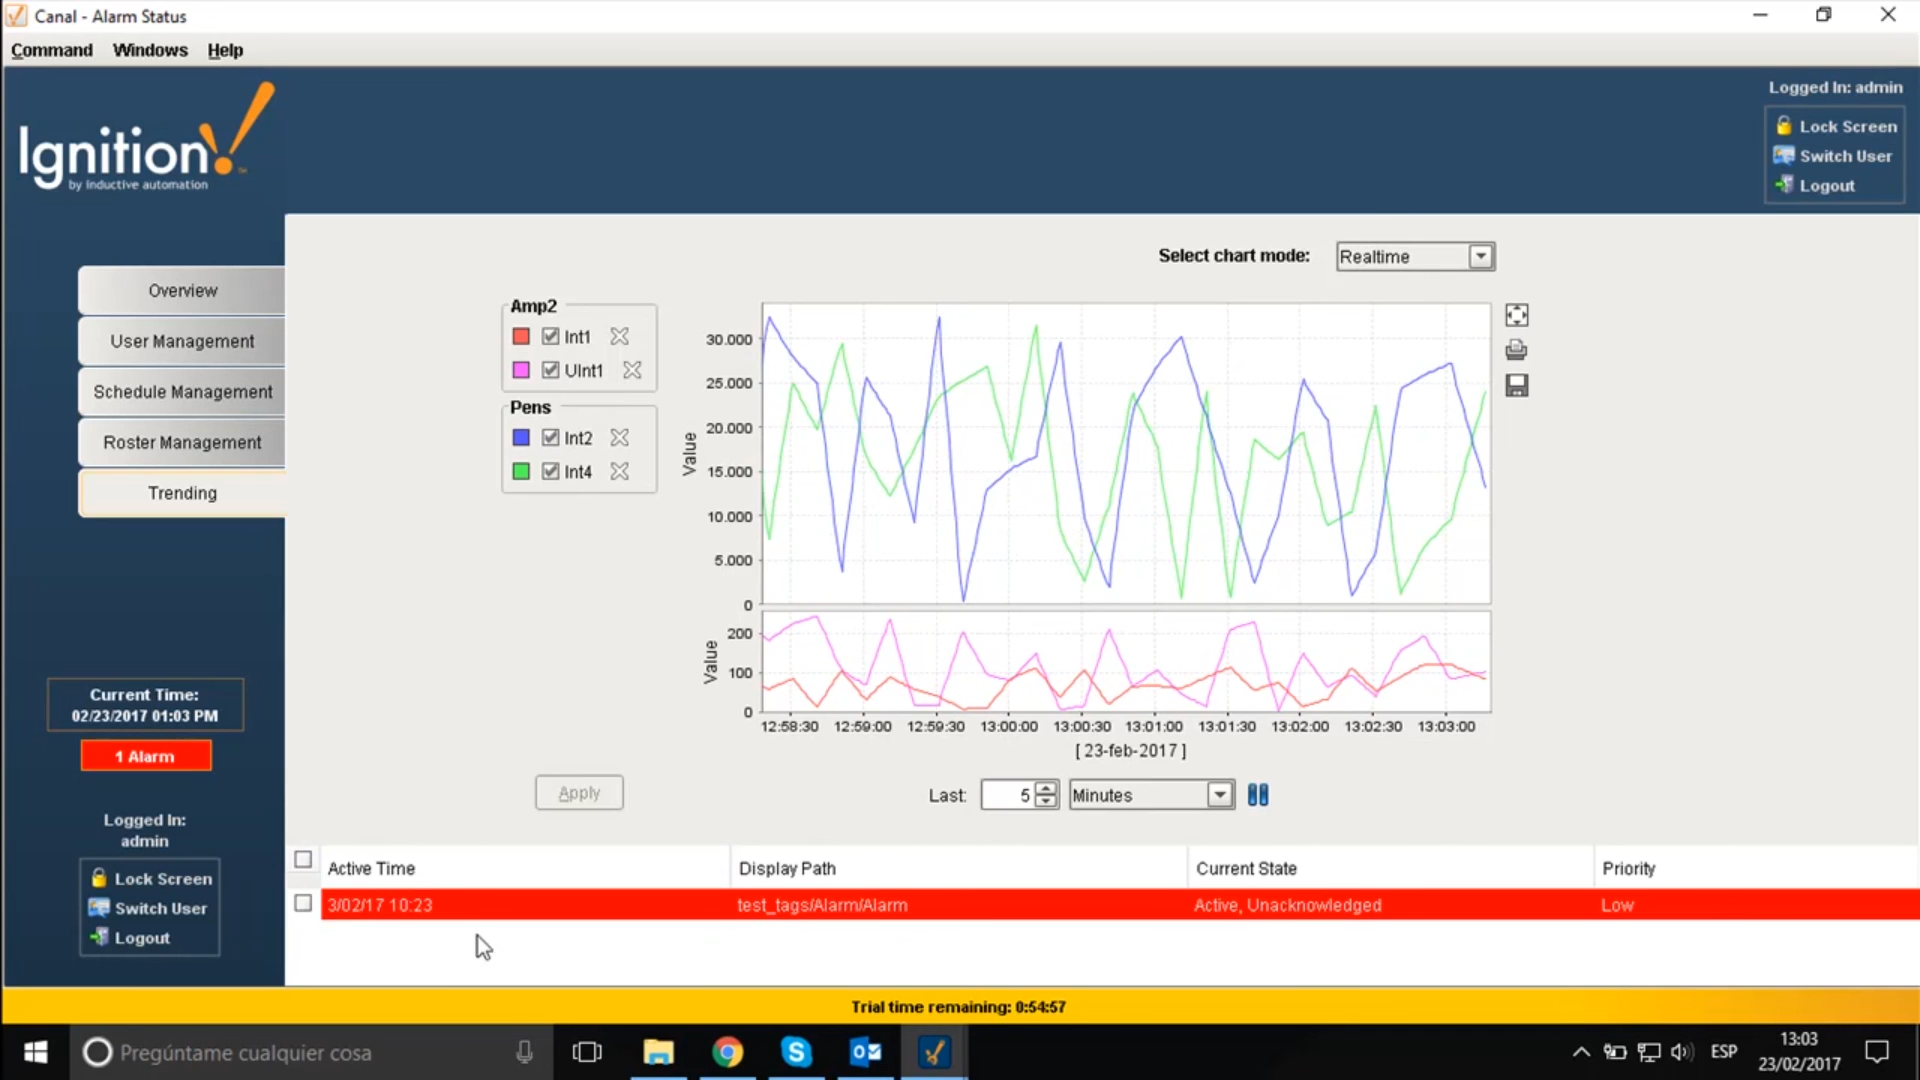 Canal - Alarm Status
Command Windows Help
Logged In: admin
Lock Screen
Switch User
Logout
Ignition!
by inductive automation
Overview
User Management
Schedule Management
Roster Management
Trending
Select chart mode: Realtime
Amp2
Int1
UInt1
Pens
Int2
Int4
Value
30.000
25.000
20.000
15.000
10.000
5.000
0
Value
200
100
0
12:58:30 12:59:00 12:59:30 13:00:00 13:00:30 13:01:00 13:01:30 13:02:00 13:02:30 13:03:00
[ 23-feb-2017 ]
Apply
Last: 5 Minutes
Current Time:
02/23/2017 01:03 PM
1 Alarm
Logged In:
admin
Lock Screen
Switch User
Logout
Active Time Display Path Current State Priority
3/02/17 10:23 test_tags/Alarm/Alarm Active, Unacknowledged Low
Trial time remaining: 0:54:57
Pregúntame cualquier cosa
ESP
13:03
23/02/2017